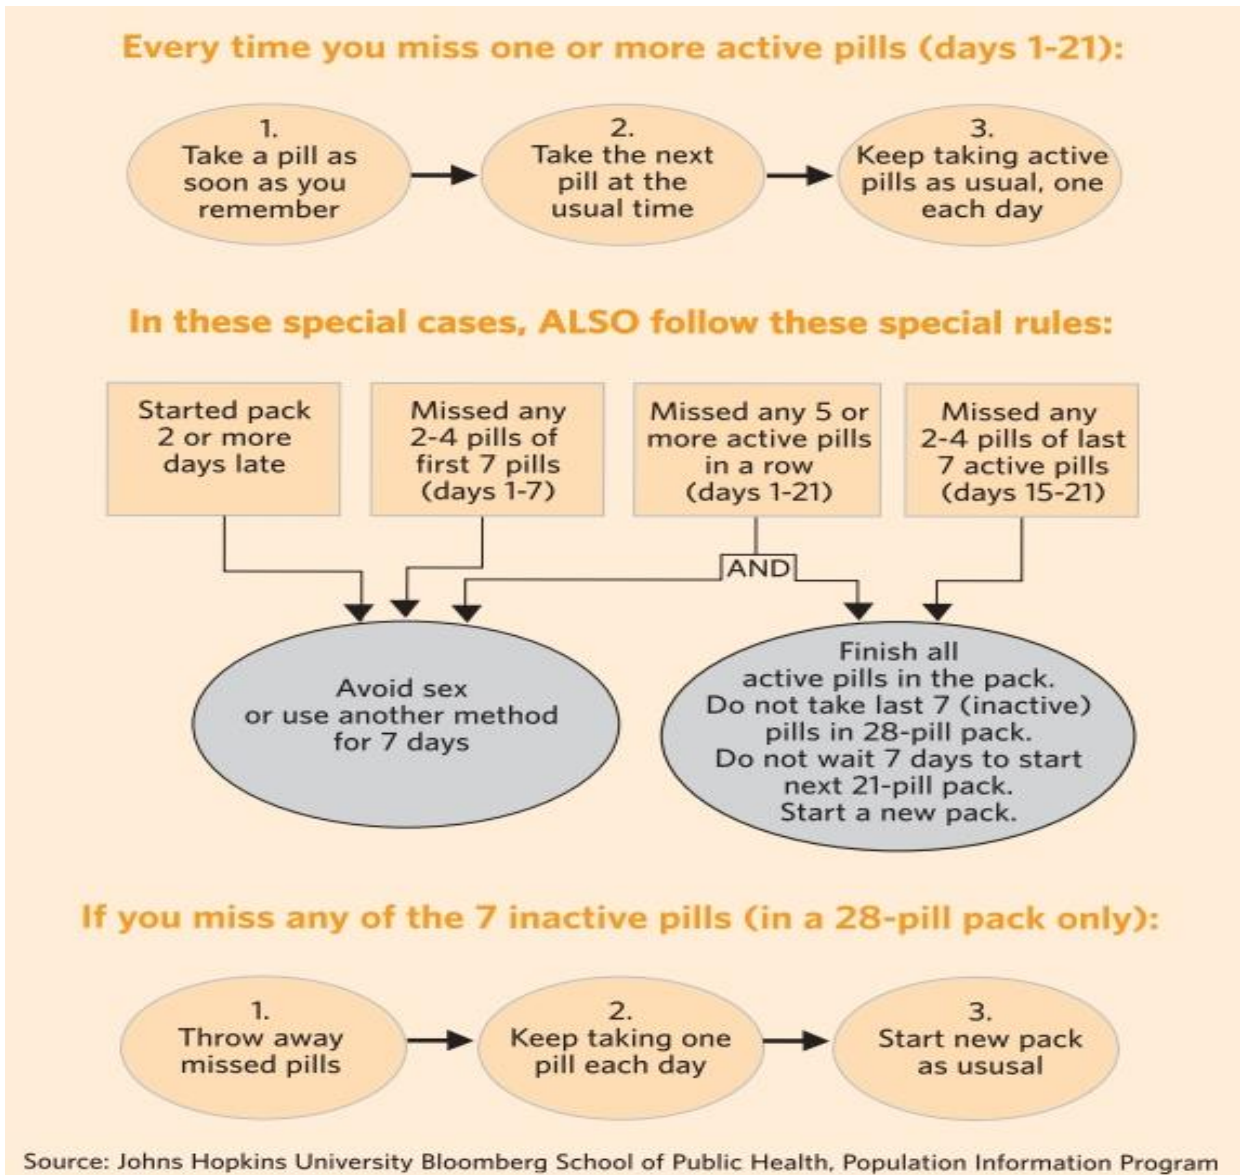 Every time you miss one or more active pills (days 1-21):
1.
Take a pill as
soon as you
remember
2.
Take the next
pill at the
usual time
3.
Keep taking active
pills as usual, one
each day
In these special cases, ALSO follow these special rules:
Started pack
2 or more
days late
Missed any
2-4 pills of
first 7 pills
(days 1-7)
Missed any 5 or
more active pills
in a row
(days 1-21)
Missed any
2-4 pills of last
7 active pills
(days 15-21)
AND
Avoid sex
or use another method
for 7 days
Finish all
active pills in the pack.
Do not take last 7 (inactive)
pills in 28-pill pack.
Do not wait 7 days to start
next 21-pill pack.
Start a new pack.
If you miss any of the 7 inactive pills (in a 28-pill pack only):
1.
Throw away
missed pills
2.
Keep taking one
pill each day
3.
Start new pack
as ususal
Source: Johns Hopkins University Bloomberg School of Public Health, Population Information Program